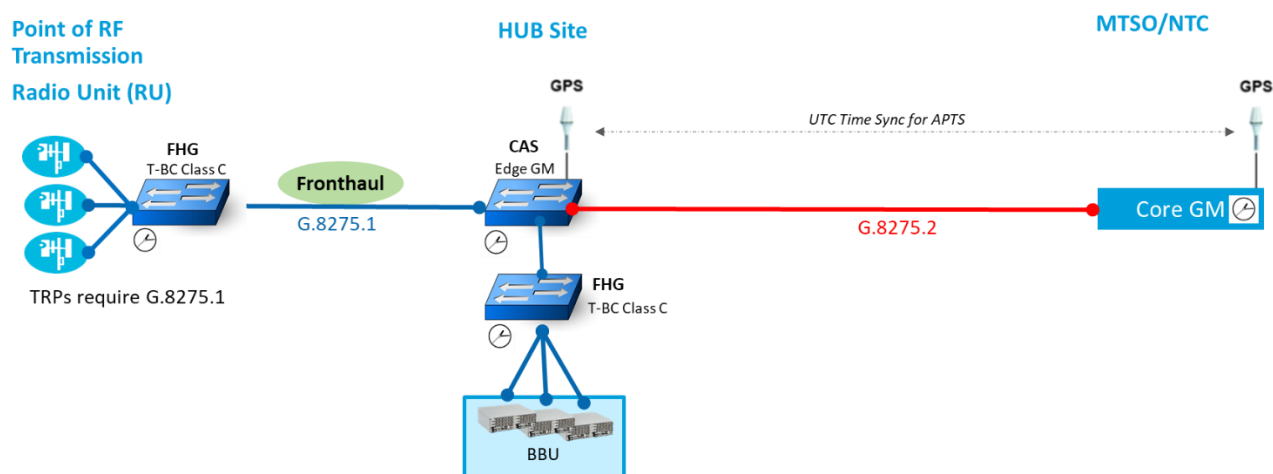 Point of RF
Transmission
Radio Unit (RU)
HUB Site
MTSO/NTC
GPS
GPS
UTC Time Sync for APTS
FHG
T-BC Class C
CAS
Edge GM
Fronthaul
G.8275.1
G.8275.2
Core GM
TRPs require G.8275.1
FHG
T-BC Class C
BBU